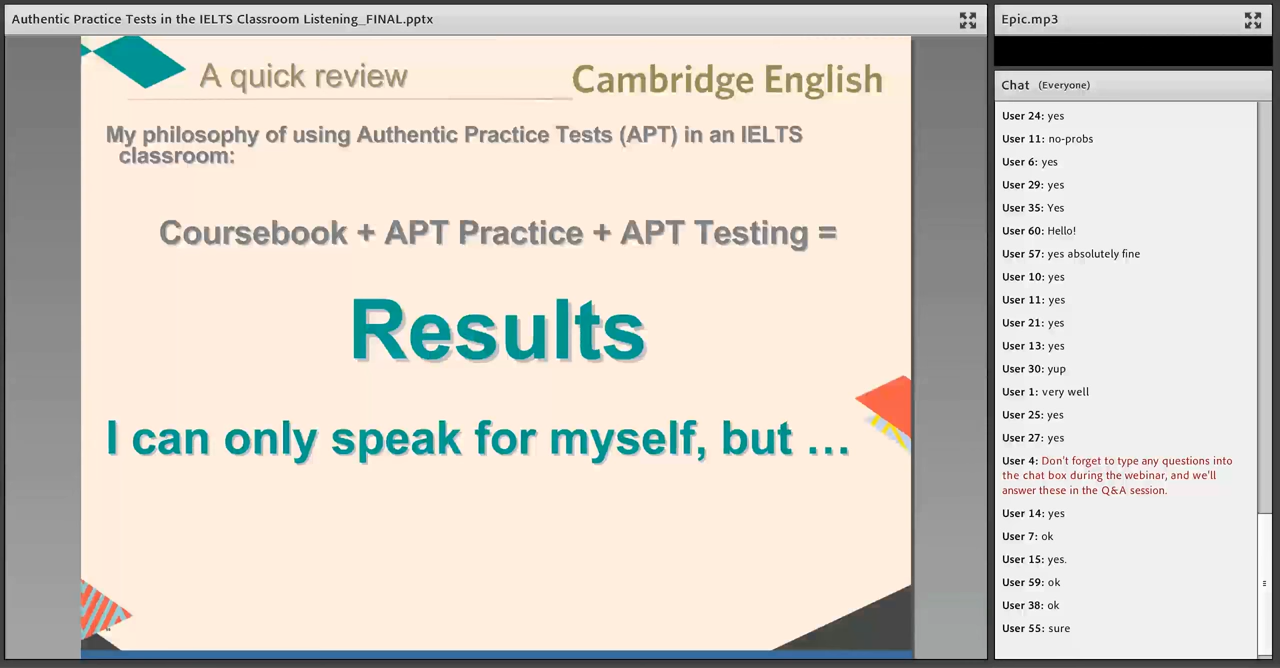 Authentic Practice Tests in the IELTS Classroom Listening_FINAL.pptx
A quick review
Cambridge English
My philosophy of using Authentic Practice Tests (APT) in an IELTS
classroom:
Coursebook + APT Practice + APT Testing =
Results
I can only speak for myself, but …
Epic.mp3
Chat (Everyone)
User 24: yes
User 11: no-probs
User 6: yes
User 29: yes
User 35: Yes
User 60: Hello!
User 57: yes absolutely fine
User 10: yes
User 11: yes
User 21: yes
User 13: yes
User 30: yup
User 1: very well
User 25: yes
User 27: yes
User 4: Don't forget to type any questions into
the chat box during the webinar, and we'll
answer these in the Q&A session.
User 14: yes
User 7: ok
User 15: yes.
User 59: ok
User 38: ok
User 55: sure